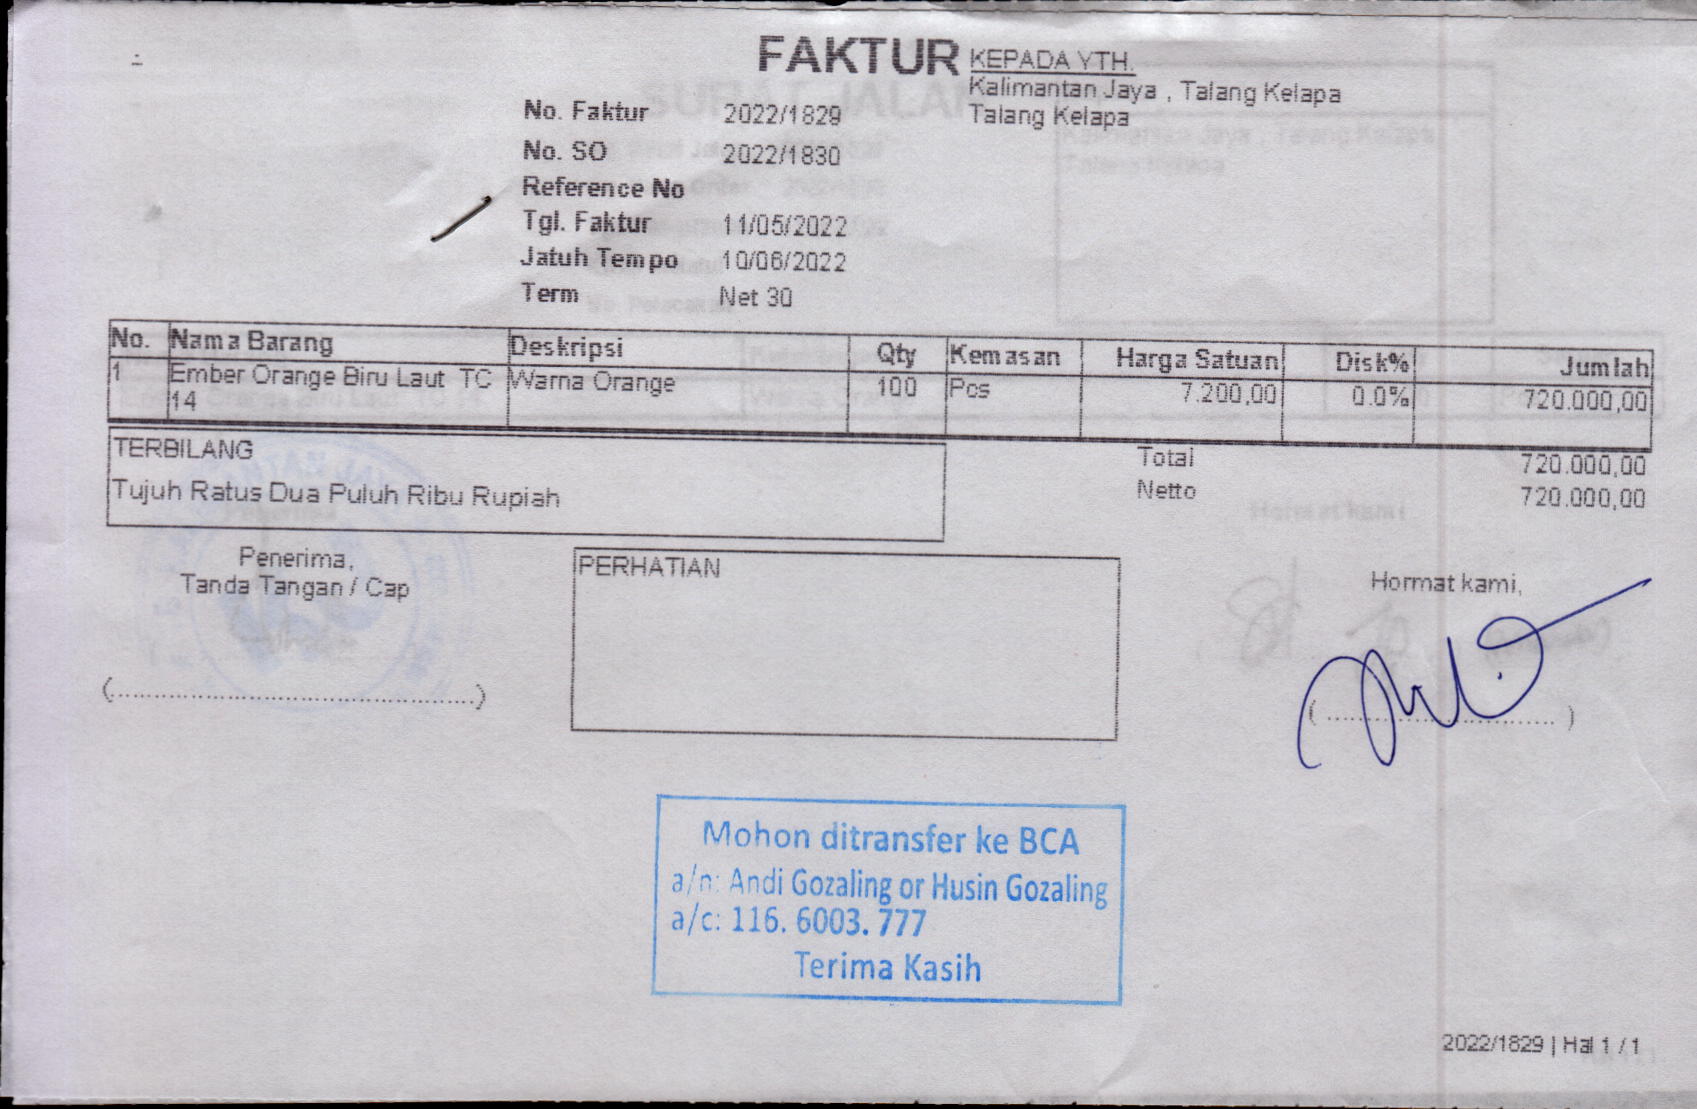 FAKTUR
KEPADA YTH.
Kalimantan Jaya , Talang Kelapa
Talang Kelapa
No. Faktur 2022/1829
No. SO 2022/1830
Reference No
Tgl. Faktur 11/05/2022
Jatuh Tempo 10/06/2022
Term Net 30
No. Nama Barang Deskripsi Qty Kemasan Harga Satuan Disk% Jumlah
1 Ember Orange Biru Laut TC Warna Orange 100 Pcs 7.200,00 0.0% 720.000,00
14
TERBILANG
Tujuh Ratus Dua Puluh Ribu Rupiah
Total 720.000,00
Netto 720.000,00
Penerima,
Tanda Tangan / Cap
PERHATIAN
Hormat kami,
Mohon ditransfer ke BCA
a/n: Andi Gozaling or Husin Gozaling
a/c: 116. 6003. 777
Terima Kasih
2022/1829 | Hal 1 / 1